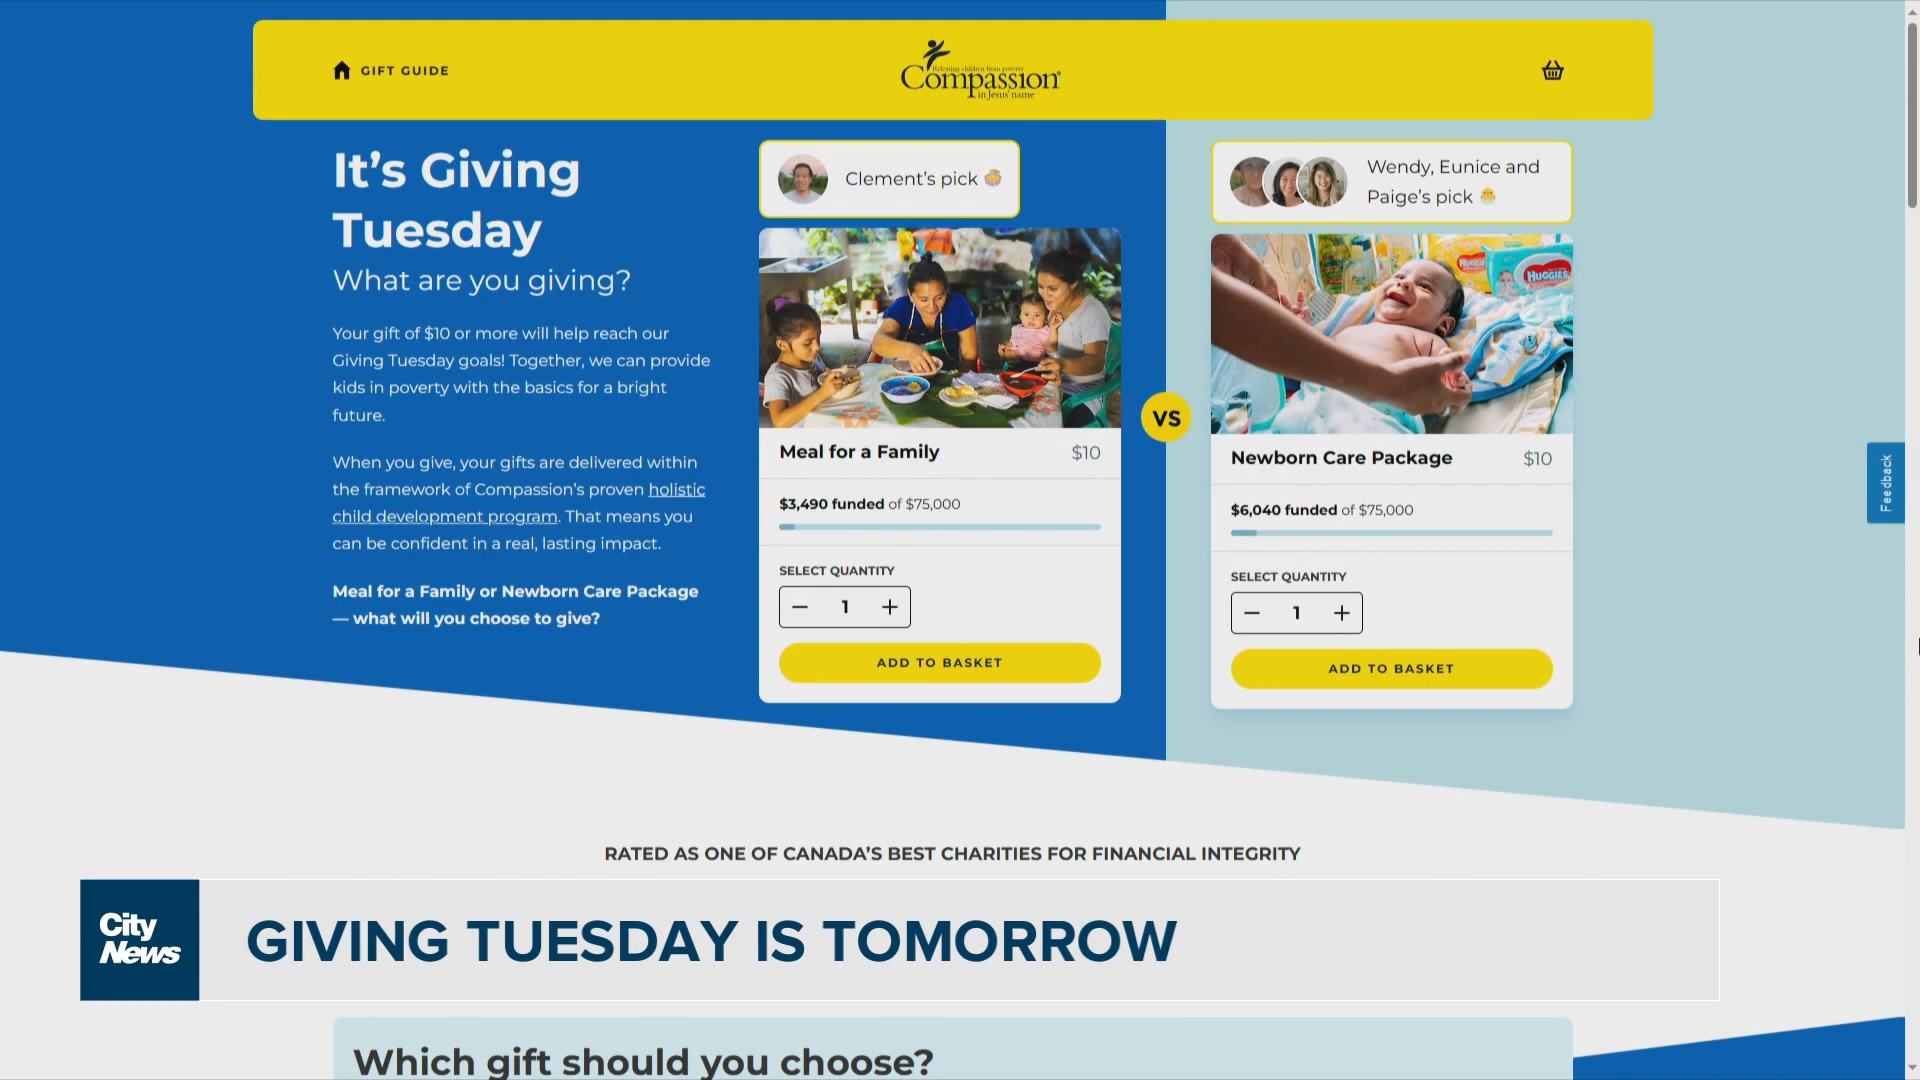 GIFT GUIDE
Releasing children from poverty
Compassion®
in Jesus' name
It's Giving
Tuesday
What are you giving?
Your gift of $10 or more will help reach our
Giving Tuesday goals! Together, we can provide
kids in poverty with the basics for a bright
future.
When you give, your gifts are delivered within
the framework of Compassion's proven holistic
child development program. That means you
can be confident in a real, lasting impact.
Meal for a Family or Newborn Care Package
— what will you choose to give?
Clement's pick
Meal for a Family $10
$3,490 funded of $75,000
SELECT QUANTITY
− 1 +
ADD TO BASKET
VS
Wendy, Eunice and
Paige's pick
HUGGIES
HUGGIES
Newborn Care Package $10
$6,040 funded of $75,000
SELECT QUANTITY
− 1 +
ADD TO BASKET
Feedback
RATED AS ONE OF CANADA'S BEST CHARITIES FOR FINANCIAL INTEGRITY
City
News
GIVING TUESDAY IS TOMORROW
Which gift should you choose?